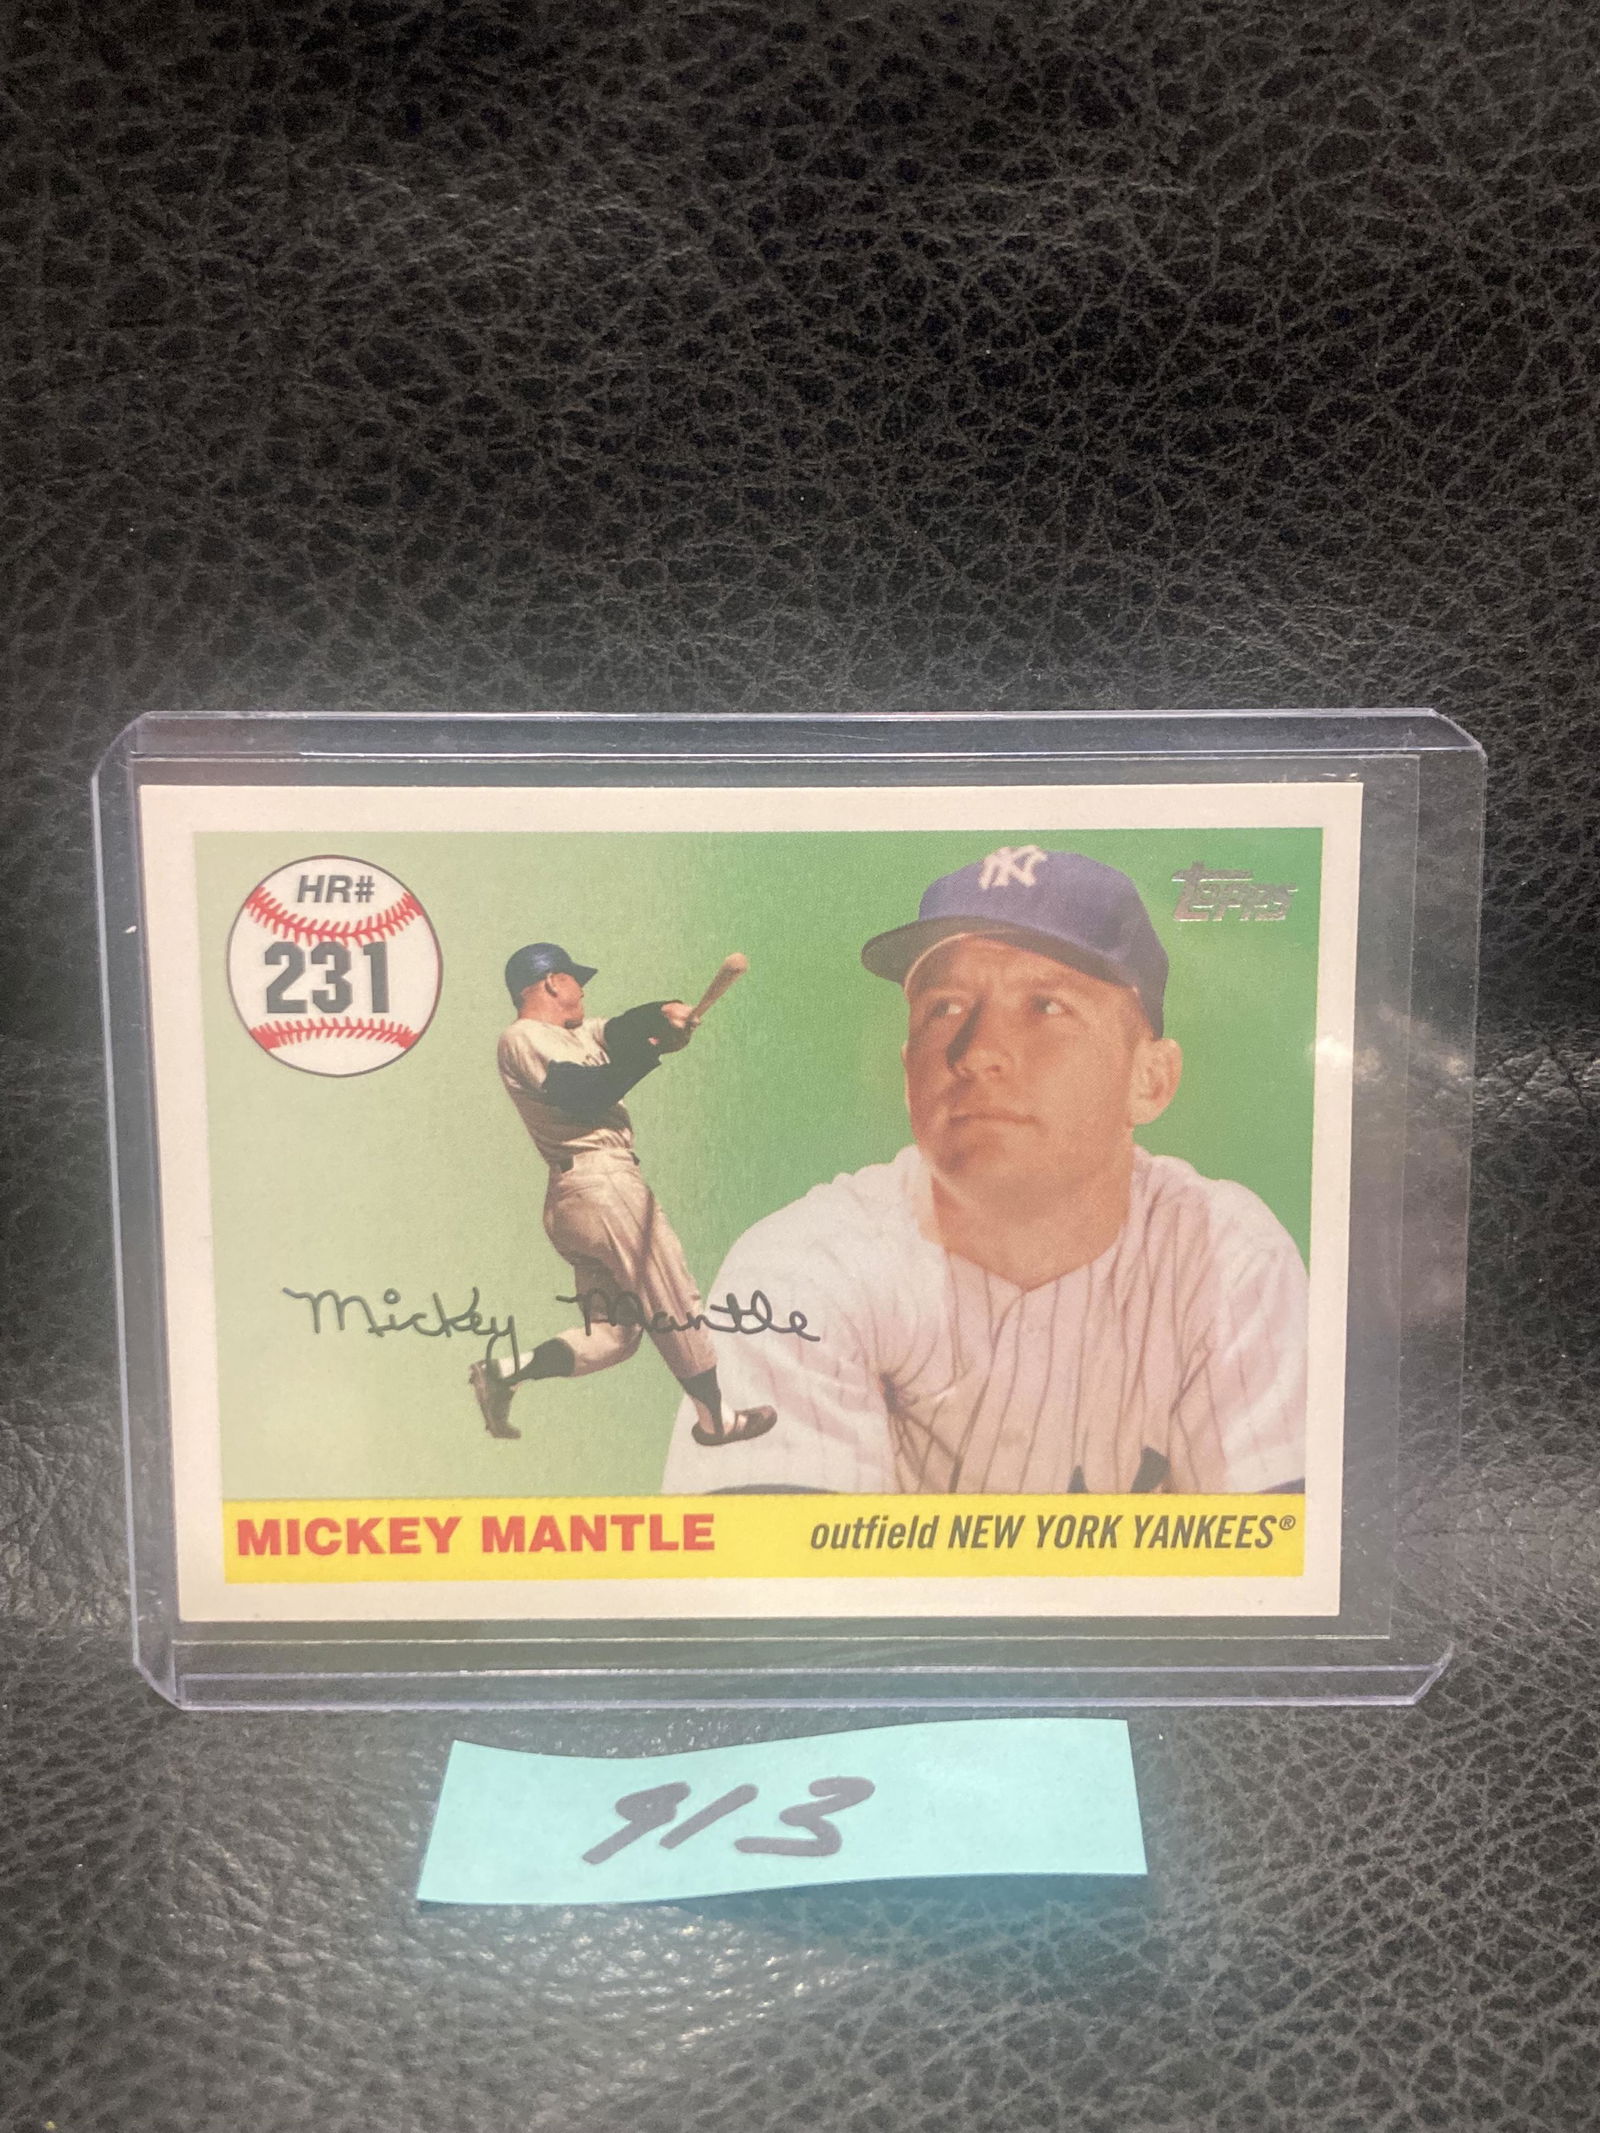 HR#
231
topps
Mickey Mantle
MICKEY MANTLE outfield NEW YORK YANKEES®
913